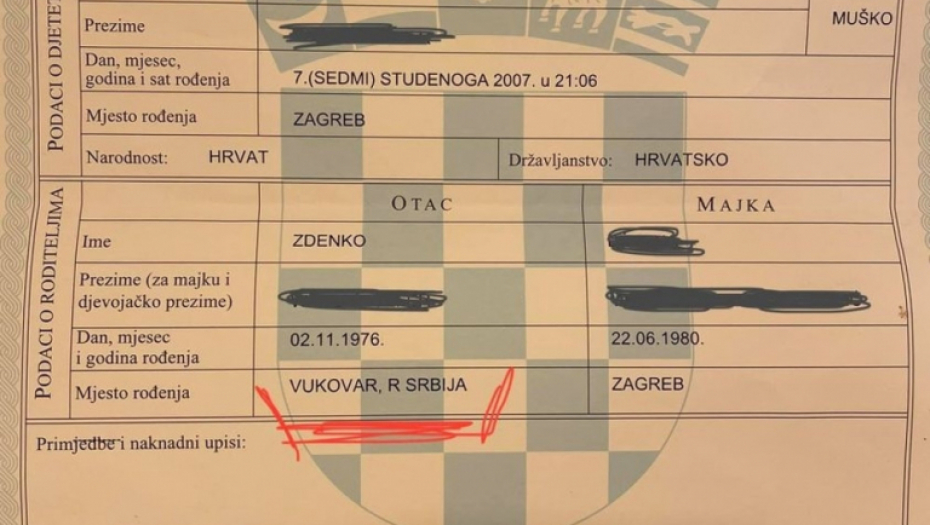 PODACI O DJETET
Prezime
MUŠKO
Dan, mjesec,
godina i sat rođenja
7.(SEDMI) STUDENOGA 2007. u 21:06
Mjesto rođenja
ZAGREB
Narodnost: HRVAT
Državljanstvo: HRVATSKO
PODACI O RODITELJIMA
OTAC
MAJKA
Ime
ZDENKO
Prezime (za majku i
djevojačko prezime)
Dan, mjesec
i godina rođenja
02.11.1976.
22.06.1980.
Mjesto rođenja
VUKOVAR, R SRBIJA
ZAGREB
Primjedbe i naknadni upisi: